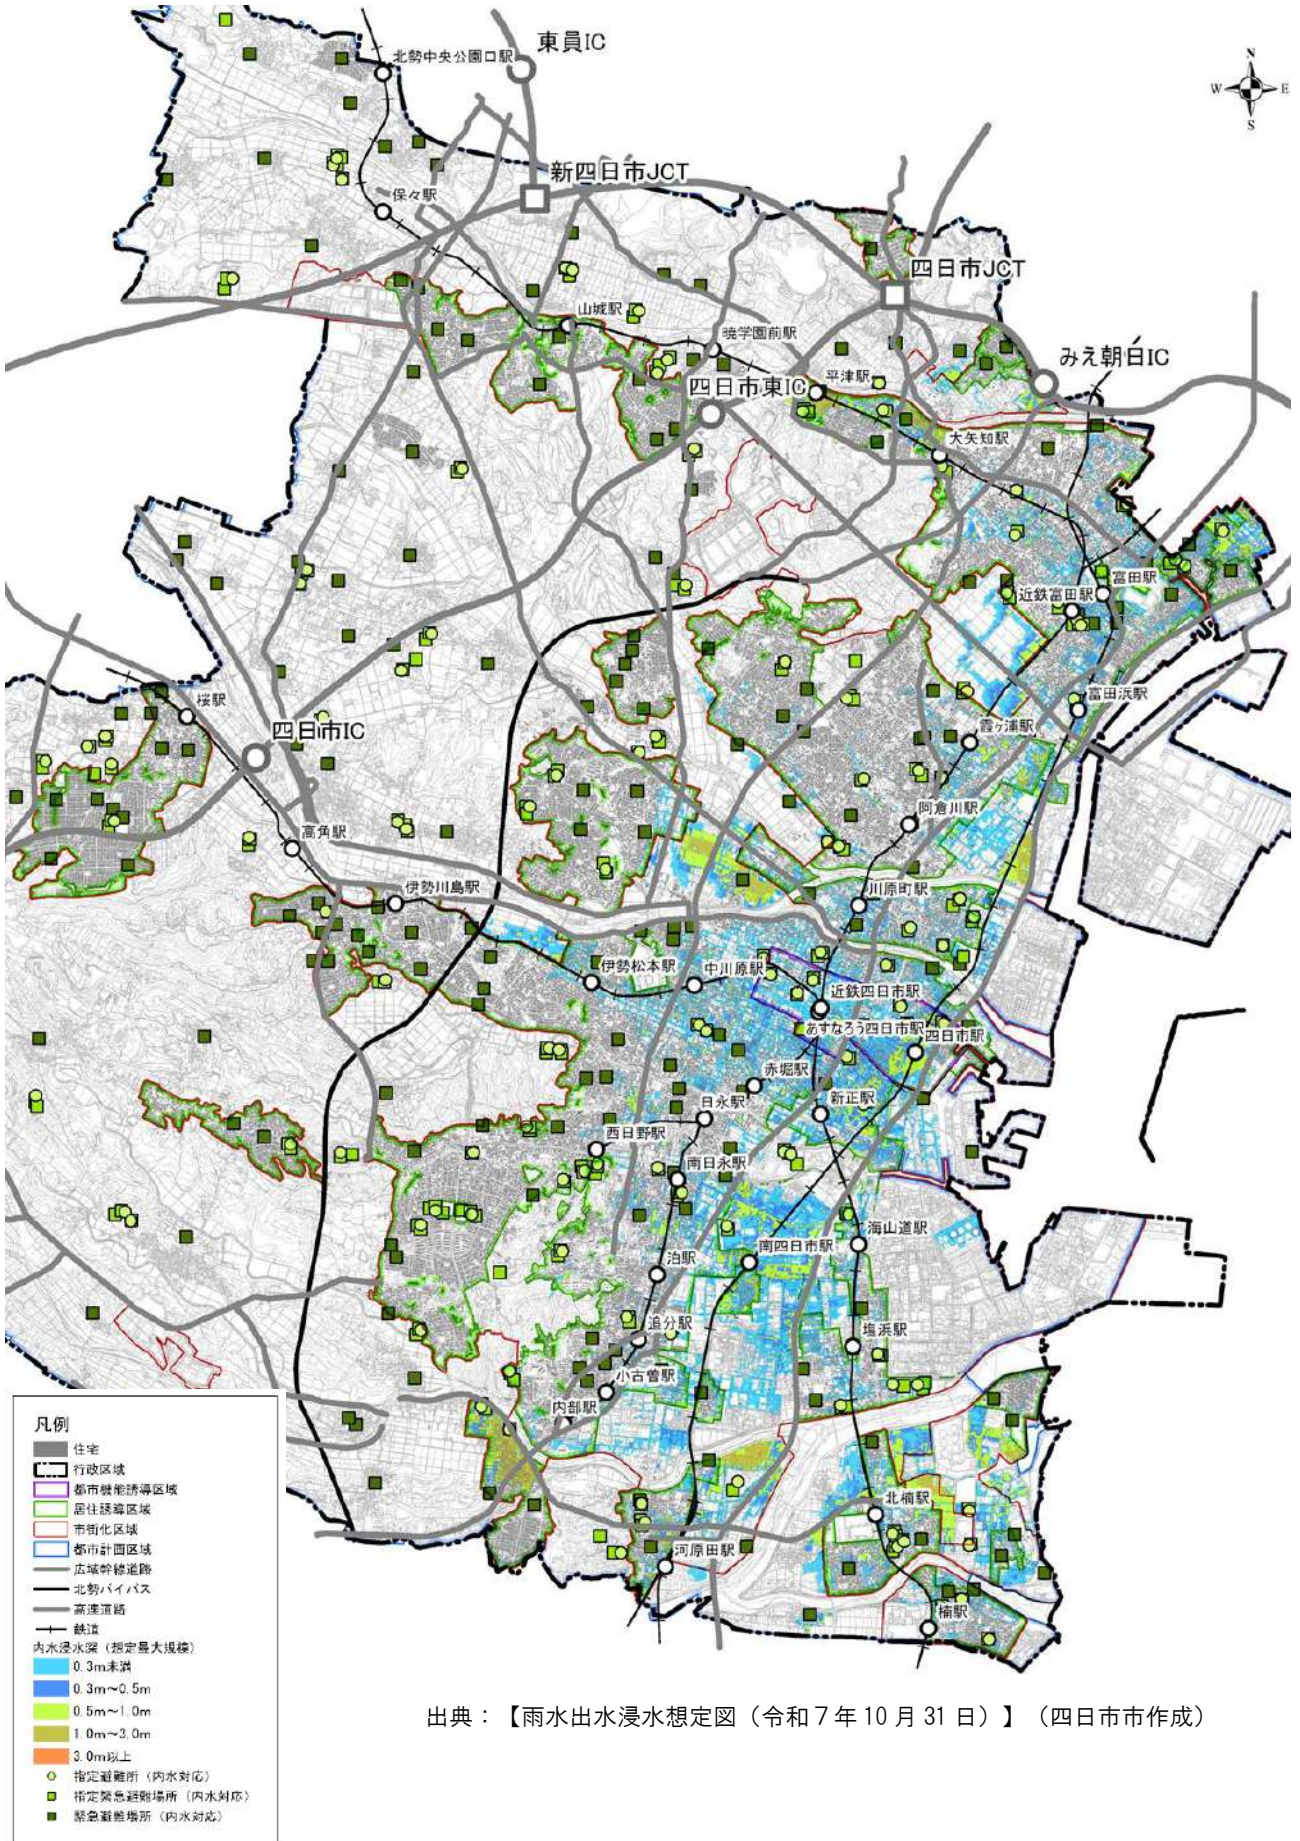 東員IC
北勢中央公園口駅
N
W
E
S
新四日市JCT
保々駅
四日市JCT
山城駅
暁学園前駅
みえ朝日IC
平津駅
四日市東IC
大矢知駅
富田駅
近鉄富田駅
桜駅
富田浜駅
四日市IC
霞ヶ浦駅
阿倉川駅
高角駅
伊勢川島駅
川原町駅
伊勢松本駅
中川原駅
近鉄四日市駅
あすなろう四日市駅
四日市駅
赤堀駅
日永駅
新正駅
西日野駅
南日永駅
海山道駅
南四日市駅
泊駅
追分駅
塩浜駅
小古曽駅
内部駅
北楠駅
河原田駅
楠駅
凡例
住宅
行政区域
都市機能誘導区域
居住誘導区域
市街化区域
都市計画区域
広域幹線道路
北勢バイパス
高速道路
鉄道
内水浸水深（想定最大規模）
0.3m未満
0.3m～0.5m
0.5m～1.0m
1.0m～3.0m
3.0m以上
指定避難所（内水対応）
指定緊急避難場所（内水対応）
緊急避難場所（内水対応）
出典：【雨水出水浸水想定図（令和７年 10 月 31 日）】（四日市市作成）